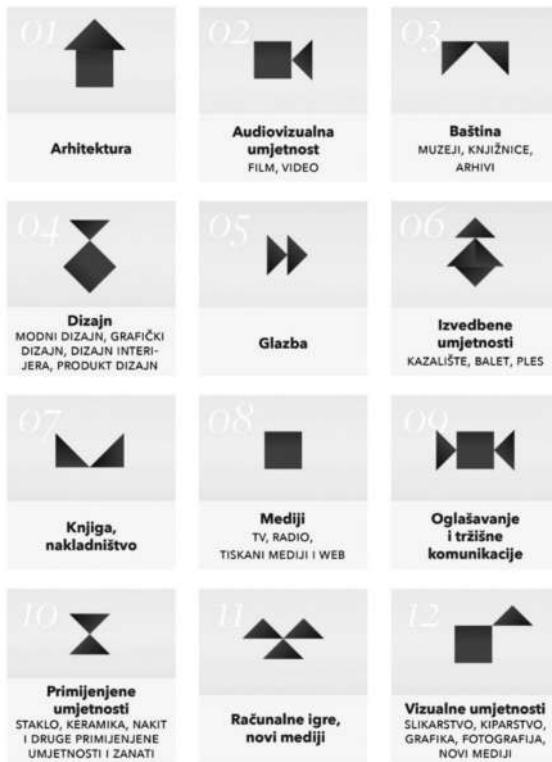 01
Arhitektura
02
Audiovizualna
umjetnost
FILM, VIDEO
03
Baština
MUZEJI, KNJIŽNICE,
ARHIVI
04
Dizajn
MODNI DIZAJN, GRAFIČKI
DIZAJN, DIZAJN INTERI-
JERA, PRODUKT DIZAJN
05
Glazba
06
Izvedbene
umjetnosti
KAZALIŠTE, BALET, PLES
07
Knjiga,
nakladništvo
08
Mediji
TV, RADIO,
TISKANI MEDIJI I WEB
09
Oglašavanje
i tržišne
komunikacije
10
Primijenjene
umjetnosti
STAKLO, KERAMIKA, NAKIT
I DRUGE PRIMIJENJENE
UMJETNOSTI I ZANATI
11
Računalne igre,
novi mediji
12
Vizualne umjetnosti
SLIKARSTVO, KIPARSTVO,
GRAFIKA, FOTOGRAFIJA,
NOVI MEDIJI